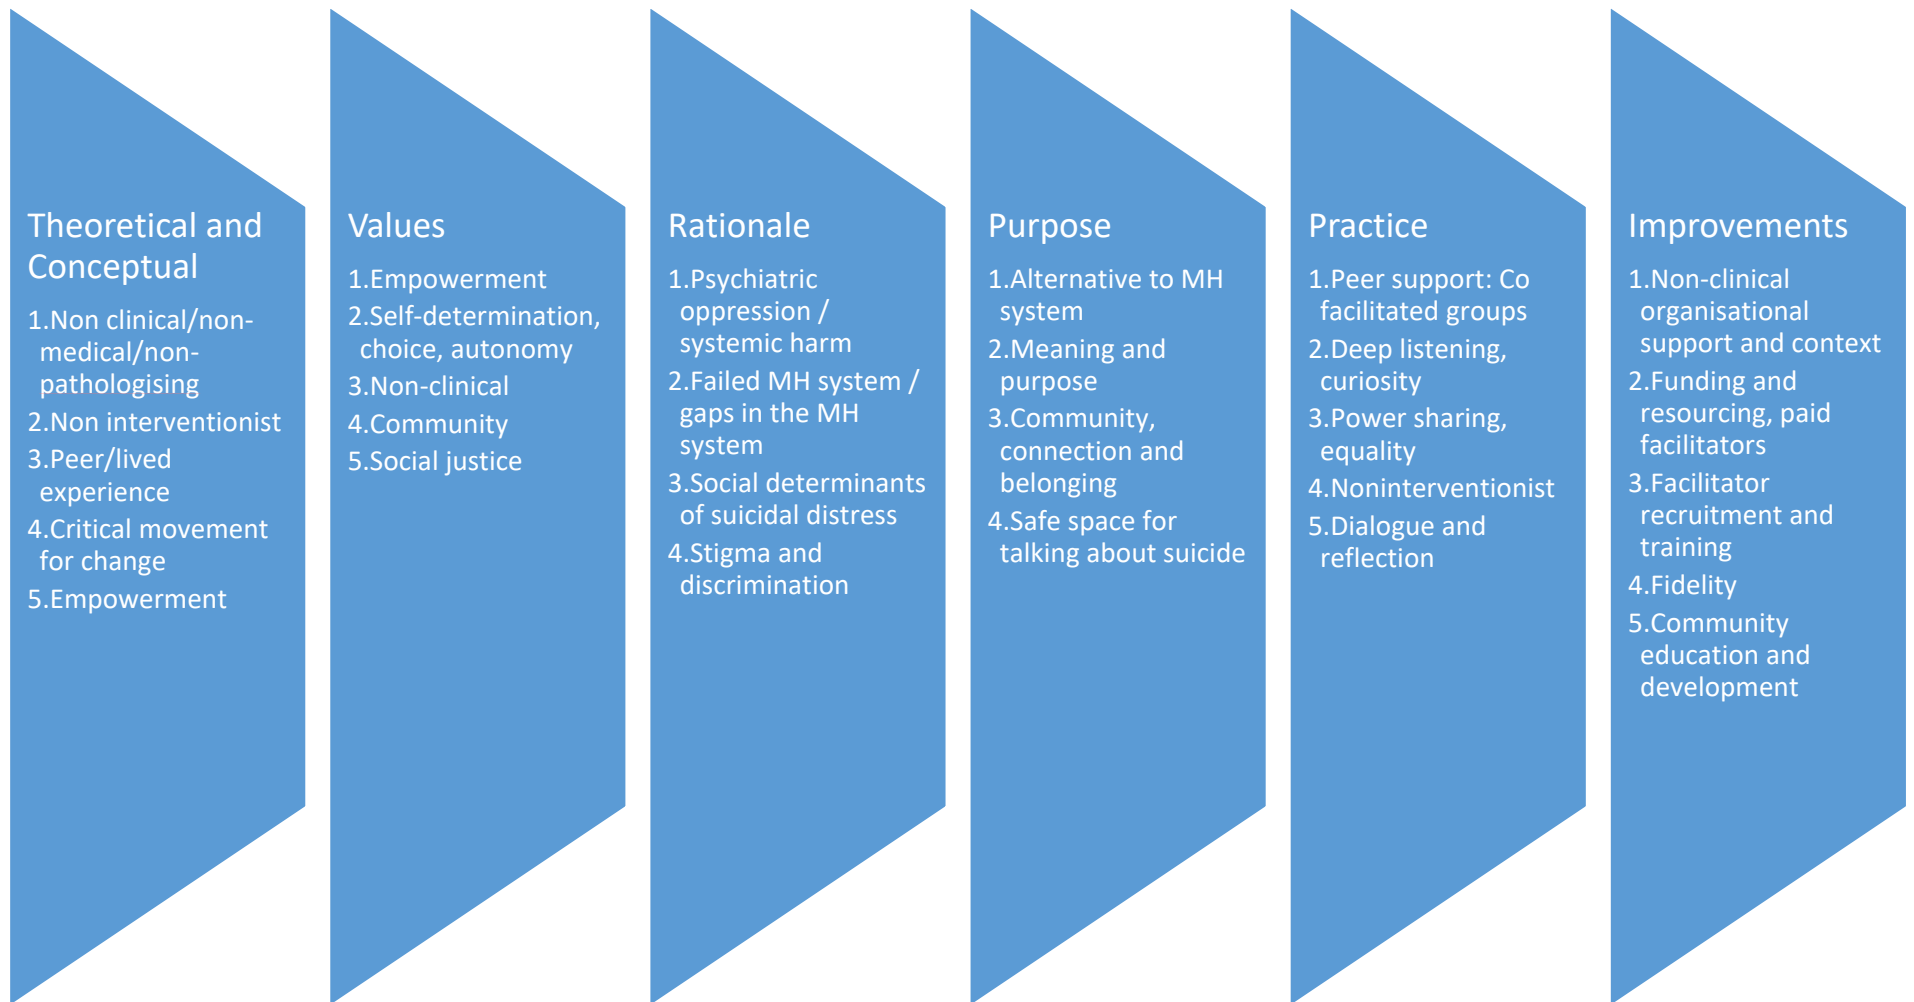 Theoretical and
Conceptual
1.Non clinical/non-
medical/non-
pathologising
2.Non interventionist
3.Peer/lived
experience
4.Critical movement
for change
5.Empowerment
Values
1.Empowerment
2.Self-determination,
choice, autonomy
3.Non-clinical
4.Community
5.Social justice
Rationale
1.Psychiatric
oppression /
systemic harm
2.Failed MH system /
gaps in the MH
system
3.Social determinants
of suicidal distress
4.Stigma and
discrimination
Purpose
1.Alternative to MH
system
2.Meaning and
purpose
3.Community,
connection and
belonging
4.Safe space for
talking about suicide
Practice
1.Peer support: Co
facilitated groups
2.Deep listening,
curiosity
3.Power sharing,
equality
4.Noninterventionist
5.Dialogue and
reflection
Improvements
1.Non-clinical
organisational
support and context
2.Funding and
resourcing, paid
facilitators
3.Facilitator
recruitment and
training
4.Fidelity
5.Community
education and
development